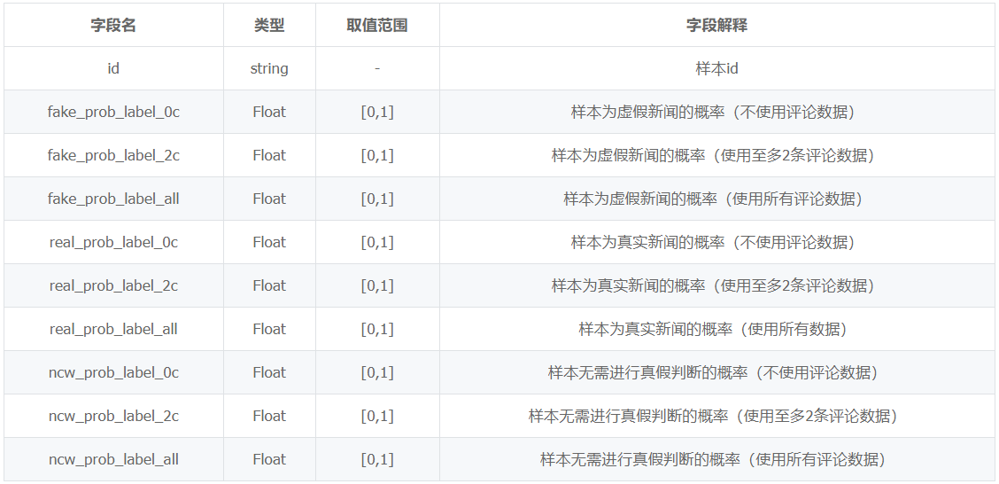 字段名 类型 取值范围 字段解释
id string - 样本id
fake_prob_label_0c Float [0,1] 样本为虚假新闻的概率（不使用评论数据）
fake_prob_label_2c Float [0,1] 样本为虚假新闻的概率（使用至多2条评论数据）
fake_prob_label_all Float [0,1] 样本为虚假新闻的概率（使用所有评论数据）
real_prob_label_0c Float [0,1] 样本为真实新闻的概率（不使用评论数据）
real_prob_label_2c Float [0,1] 样本为真实新闻的概率（使用至多2条评论数据）
real_prob_label_all Float [0,1] 样本为真实新闻的概率（使用所有数据）
ncw_prob_label_0c Float [0,1] 样本无需进行真假判断的概率（不使用评论数据）
ncw_prob_label_2c Float [0,1] 样本无需进行真假判断的概率（使用至多2条评论数据）
ncw_prob_label_all Float [0,1] 样本无需进行真假判断的概率（使用所有评论数据）